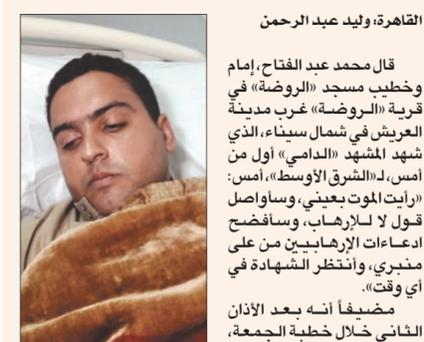 القاهرة: وليد عبد الرحمن
قال محمد عبد الفتاح، إمام
وخطيب مسجد «الروضة» في
قرية «الروضة» غرب مدينة
العريش في شمال سيناء، الذي
شهد المشهد «الدامي» أول من
أمس، لـ«الشرق الأوسط»، أمس:
«رأيت الموت بعيني، وسأواصل
قول لا للإرهاب، وسأفضح
ادعاءات الإرهابيين من على
منبري، وأنتظر الشهادة في
أي وقت».
مضيفاً أنه بعد الأذان
الثاني خلال خطبة الجمعة،